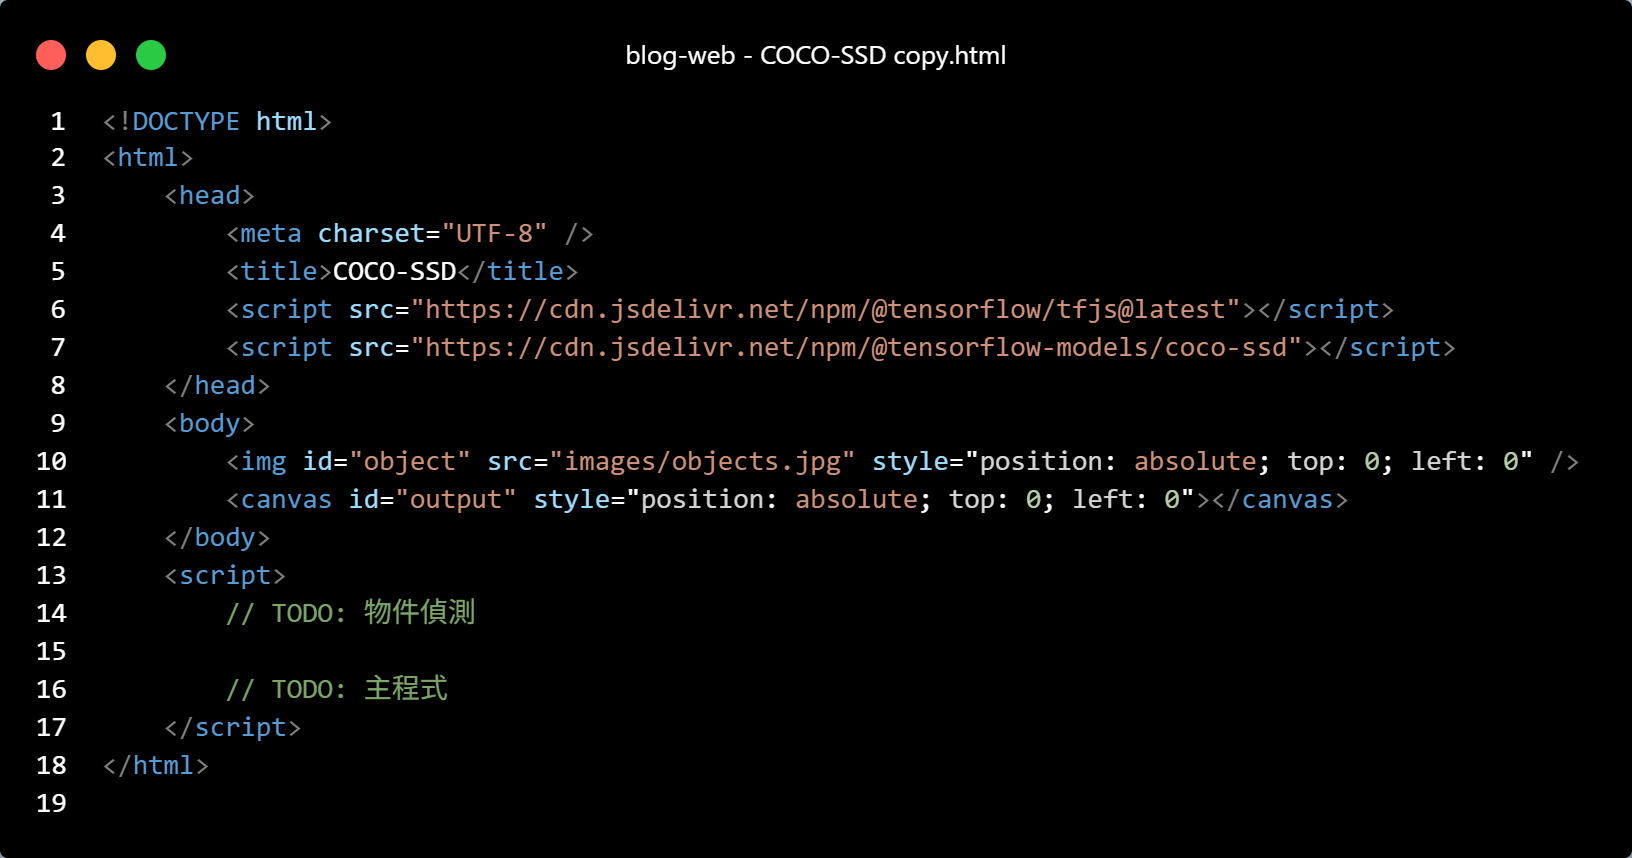 blog-web - COCO-SSD copy.html
1 <!DOCTYPE html>
2 <html>
3     <head>
4         <meta charset="UTF-8" />
5         <title>COCO-SSD</title>
6         <script src="https://cdn.jsdelivr.net/npm/@tensorflow/tfjs@latest"></script>
7         <script src="https://cdn.jsdelivr.net/npm/@tensorflow-models/coco-ssd"></script>
8     </head>
9     <body>
10         <img id="object" src="images/objects.jpg" style="position: absolute; top: 0; left: 0" />
11         <canvas id="output" style="position: absolute; top: 0; left: 0"></canvas>
12     </body>
13     <script>
14         // TODO: 物件偵測
15
16         // TODO: 主程式
17     </script>
18 </html>
19